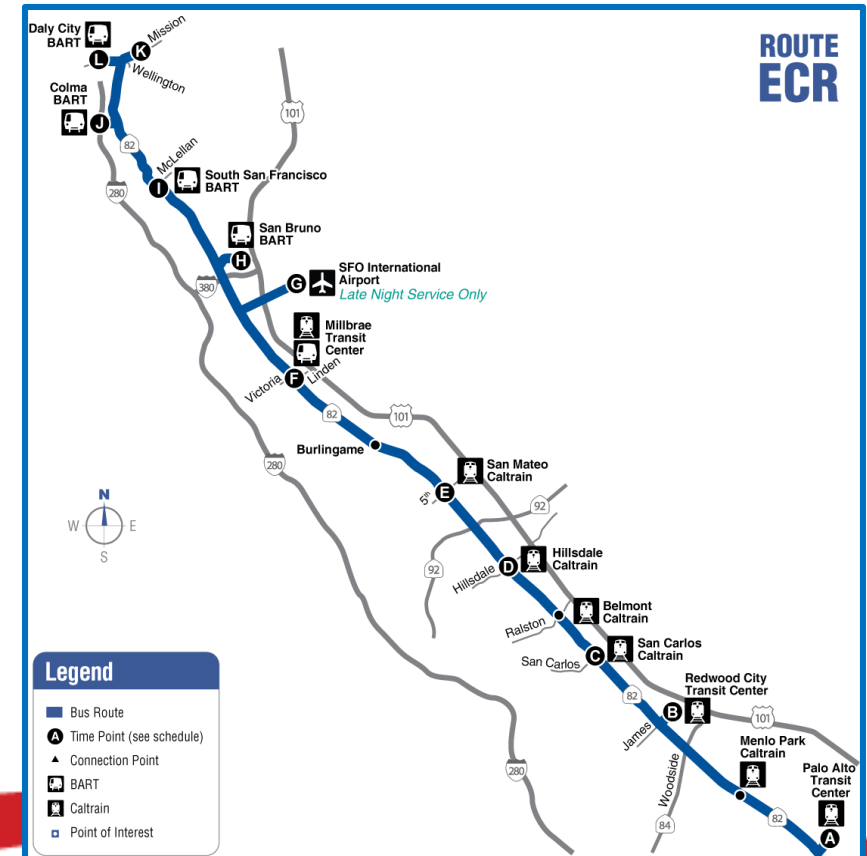 ROUTE
ECR
Daly City
BART
L
K
Mission
Wellington
Colma
BART
J
82
101
McLellan
280
I
South San Francisco
BART
San Bruno
BART
H
380
G
SFO International
Airport
Late Night Service Only
Millbrae
Transit
Center
Victoria
F
Linden
82
101
Burlingame
280
San Mateo
Caltrain
5th
E
92
N
W
E
S
92
Hillsdale
D
Hillsdale
Caltrain
Ralston
Belmont
Caltrain
San Carlos
C
San Carlos
Caltrain
82
Redwood City
Transit Center
B
James
101
Woodside
Menlo Park
Caltrain
280
84
82
Palo Alto
Transit
Center
A
Legend
Bus Route
A Time Point (see schedule)
Connection Point
BART
Caltrain
Point of Interest